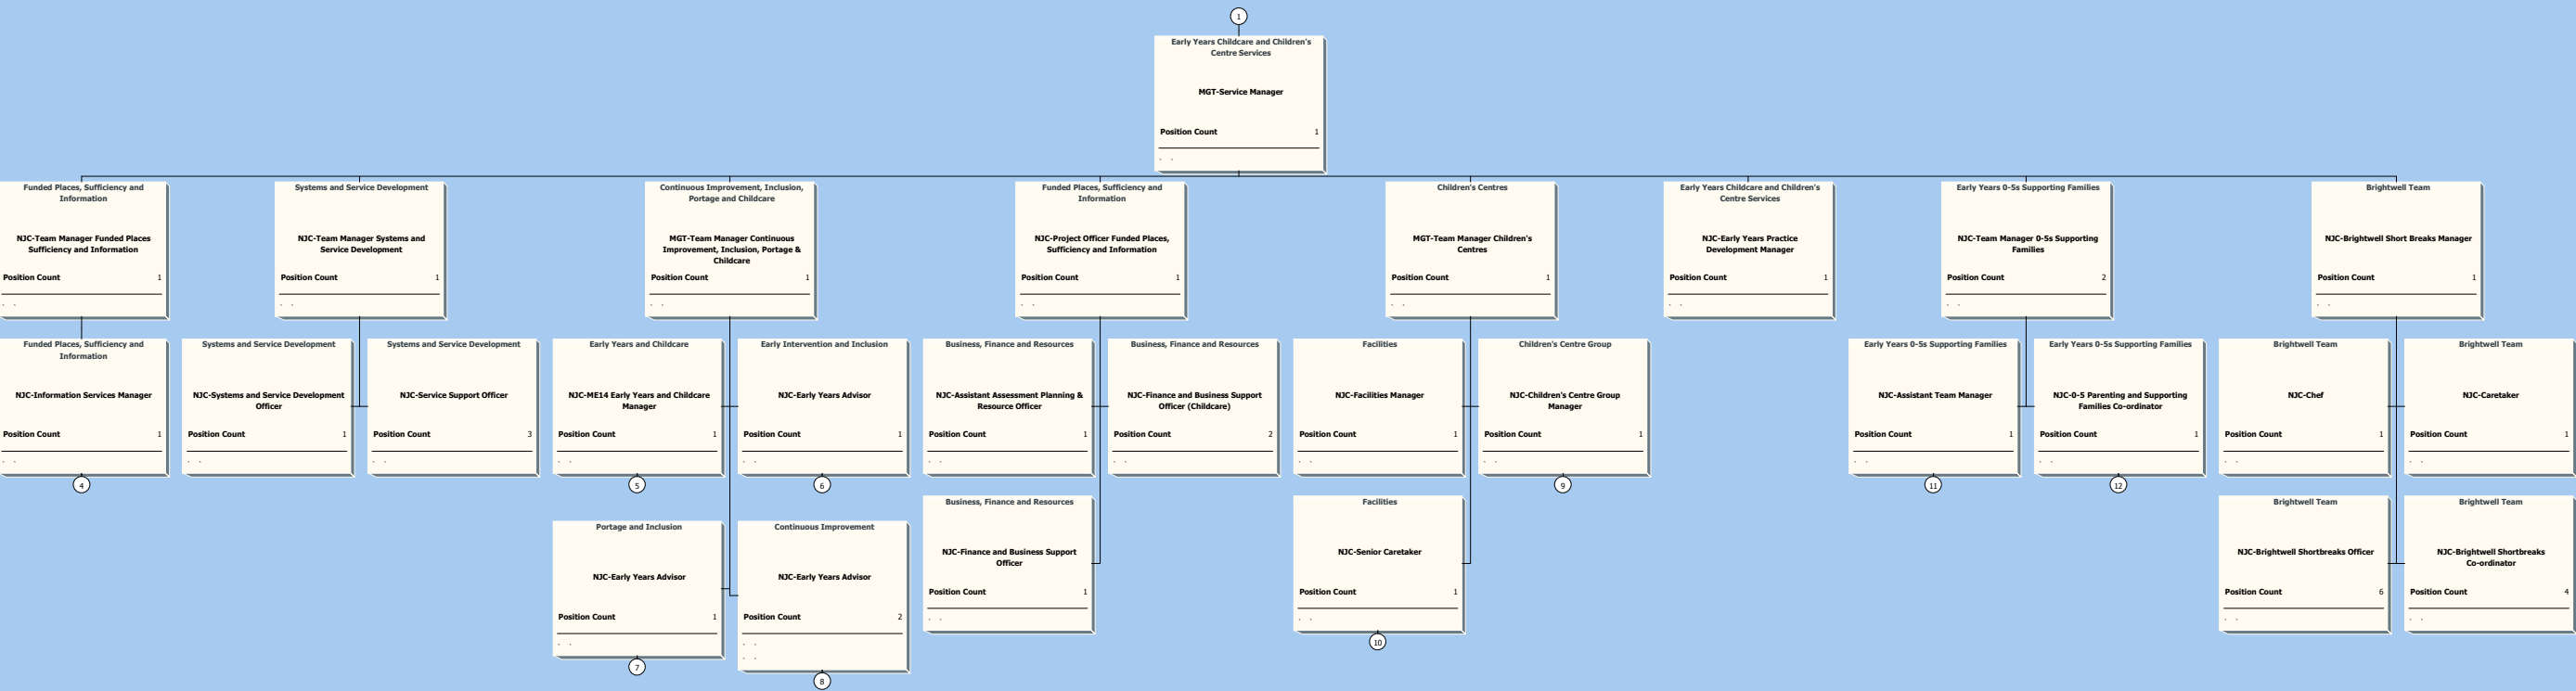 1
Early Years Childcare and Children's
Centre Services
MGT-Service Manager
Position Count 1
Funded Places, Sufficiency and
Information
NJC-Team Manager Funded Places
Sufficiency and Information
Position Count 1
Systems and Service Development
NJC-Team Manager Systems and
Service Development
Position Count 1
Continuous Improvement, Inclusion,
Portage and Childcare
MGT-Team Manager Continuous
Improvement, Inclusion, Portage &
Childcare
Position Count 1
Funded Places, Sufficiency and
Information
NJC-Project Officer Funded Places,
Sufficiency and Information
Position Count 1
Children's Centres
MGT-Team Manager Children's
Centres
Position Count 1
Early Years Childcare and Children's
Centre Services
NJC-Early Years Practice
Development Manager
Position Count 1
Early Years 0-5s Supporting Families
NJC-Team Manager 0-5s Supporting
Families
Position Count 2
Brightwell Team
NJC-Brightwell Short Breaks Manager
Position Count 1
Funded Places, Sufficiency and
Information
NJC-Information Services Manager
Position Count 1
4
Systems and Service Development
NJC-Systems and Service Development
Officer
Position Count 1
Systems and Service Development
NJC-Service Support Officer
Position Count 3
Early Years and Childcare
NJC-ME14 Early Years and Childcare
Manager
Position Count 1
5
Early Intervention and Inclusion
NJC-Early Years Advisor
Position Count 1
6
Business, Finance and Resources
NJC-Assistant Assessment Planning &
Resource Officer
Position Count 1
Business, Finance and Resources
NJC-Finance and Business Support
Officer (Childcare)
Position Count 2
Facilities
NJC-Facilities Manager
Position Count 1
Children's Centre Group
NJC-Children's Centre Group
Manager
Position Count 1
9
Early Years 0-5s Supporting Families
NJC-Assistant Team Manager
Position Count 1
11
Early Years 0-5s Supporting Families
NJC-0-5 Parenting and Supporting
Families Co-ordinator
Position Count 1
12
Brightwell Team
NJC-Chef
Position Count 1
Brightwell Team
NJC-Caretaker
Position Count 1
Portage and Inclusion
NJC-Early Years Advisor
Position Count 1
7
Continuous Improvement
NJC-Early Years Advisor
Position Count 2
8
Business, Finance and Resources
NJC-Finance and Business Support
Officer
Position Count 1
Facilities
NJC-Senior Caretaker
Position Count 1
10
Brightwell Team
NJC-Brightwell Shortbreaks Officer
Position Count 6
Brightwell Team
NJC-Brightwell Shortbreaks
Co-ordinator
Position Count 4